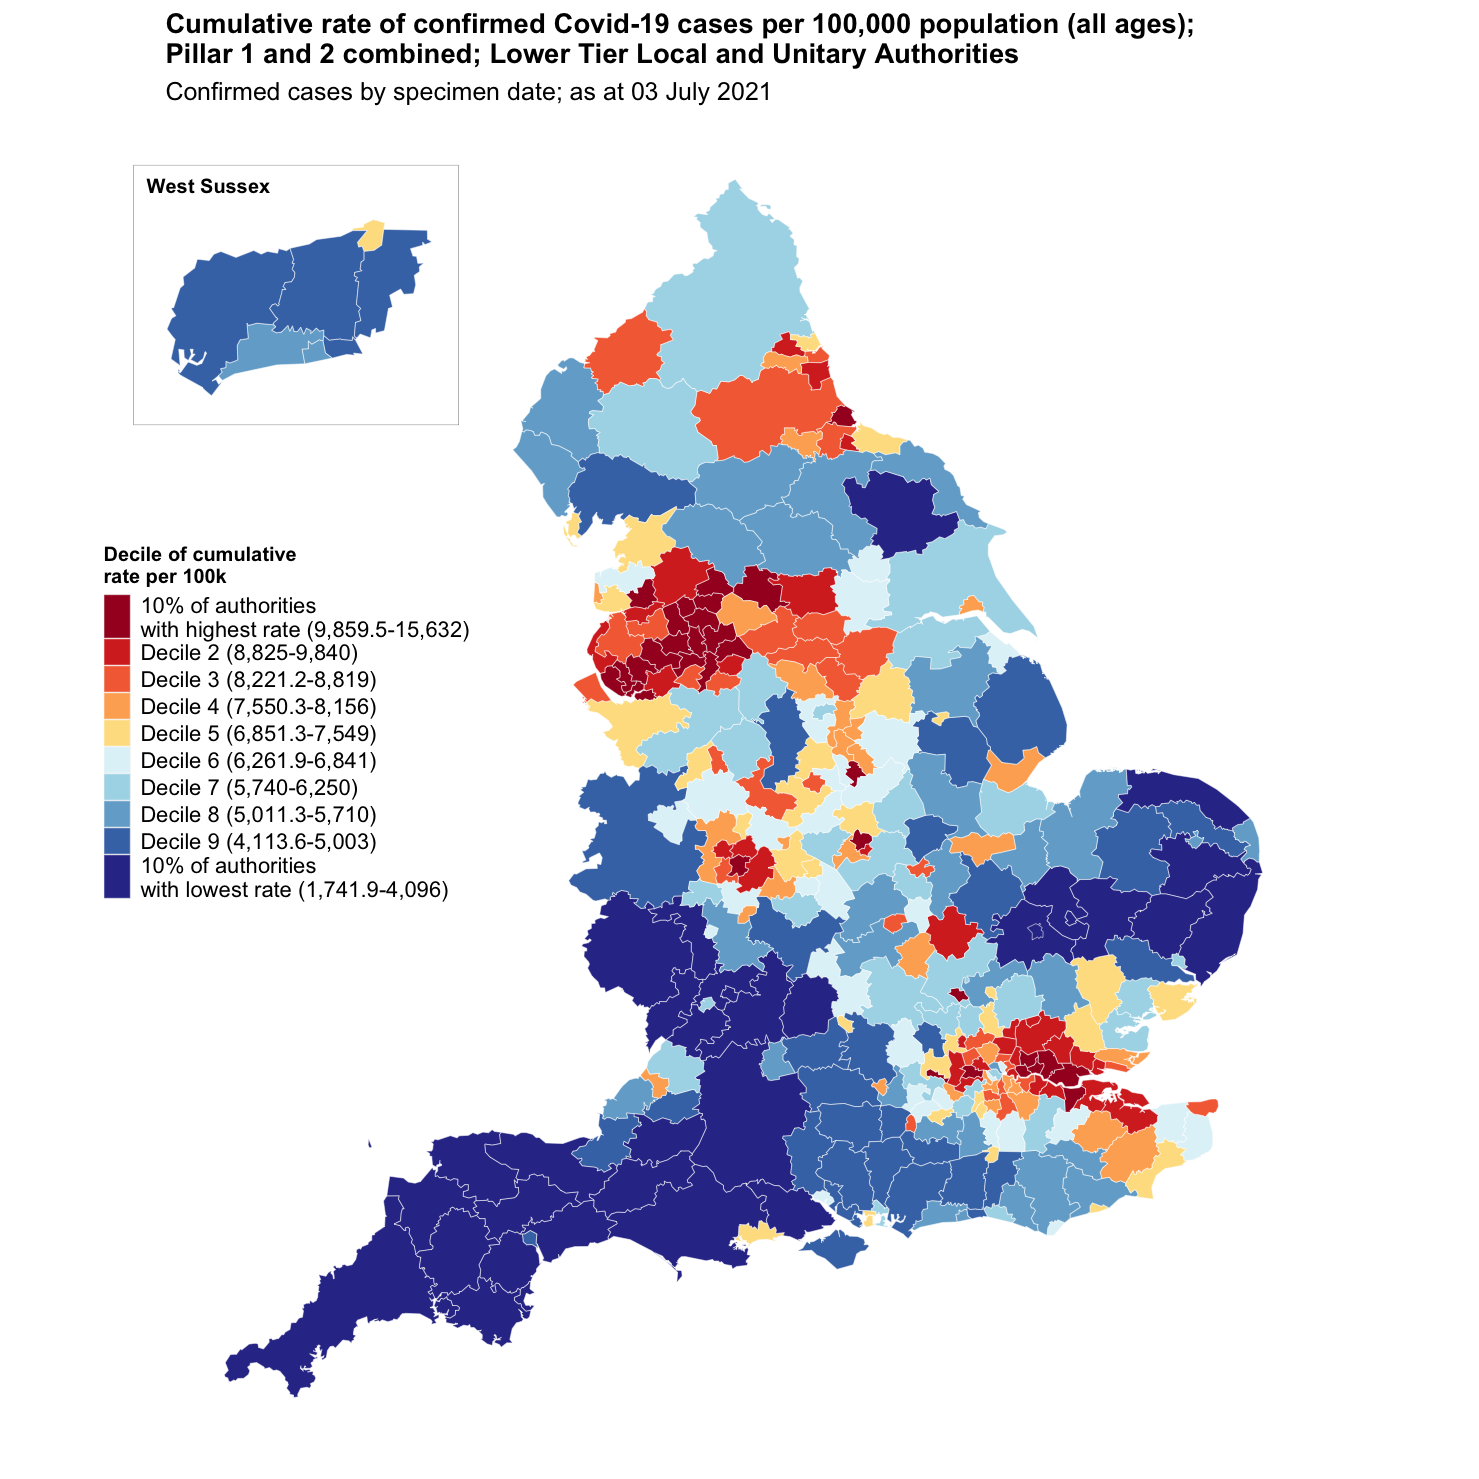 Cumulative rate of confirmed Covid-19 cases per 100,000 population (all ages);
Pillar 1 and 2 combined; Lower Tier Local and Unitary Authorities
Confirmed cases by specimen date; as at 03 July 2021
West Sussex
Decile of cumulative
rate per 100k
10% of authorities
with highest rate (9,859.5-15,632)
Decile 2 (8,825-9,840)
Decile 3 (8,221.2-8,819)
Decile 4 (7,550.3-8,156)
Decile 5 (6,851.3-7,549)
Decile 6 (6,261.9-6,841)
Decile 7 (5,740-6,250)
Decile 8 (5,011.3-5,710)
Decile 9 (4,113.6-5,003)
10% of authorities
with lowest rate (1,741.9-4,096)